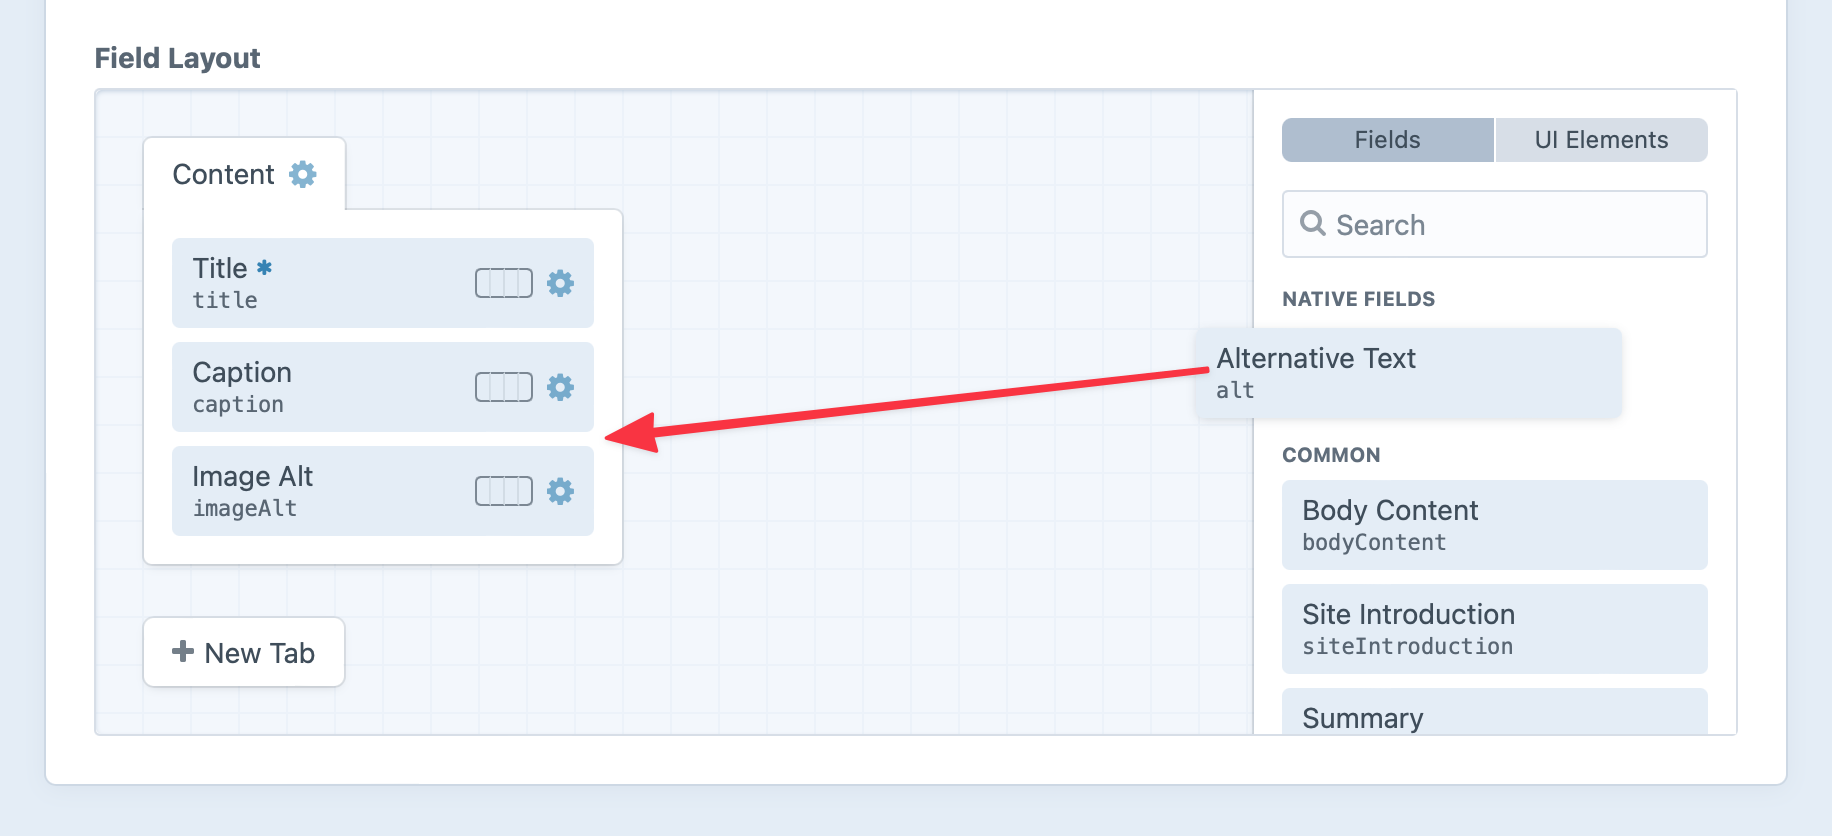 Field Layout
Content
Title *
title
Caption
caption
Image Alt
imageAlt
New Tab
Fields
UI Elements
Search
NATIVE FIELDS
Alternative Text
alt
COMMON
Body Content
bodyContent
Site Introduction
siteIntroduction
Summary